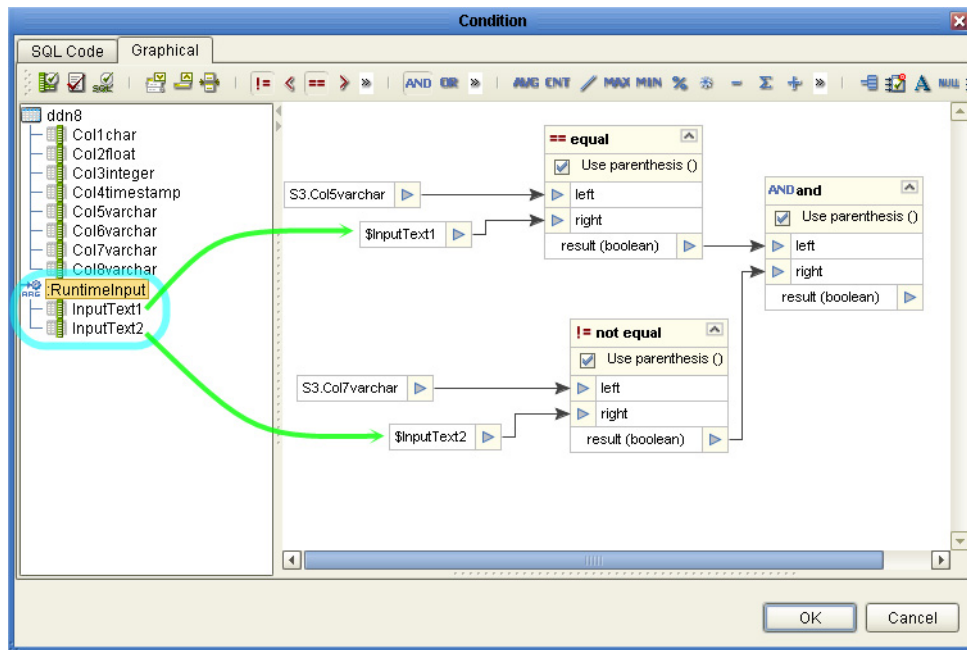 Condition
SQL Code Graphical
!= == » AND OR » AVG CNT MAX MIN % - Σ » A NULL
ddn8
Col1char
Col2float
Col3integer
Col4timestamp
Col5varchar
Col6varchar
Col7varchar
Col8varchar
ARG :RuntimeInput
InputText1
InputText2
S3.Col5varchar
$InputText1
== equal
Use parenthesis ()
left
right
result (boolean)
AND and
Use parenthesis ()
left
right
result (boolean)
S3.Col7varchar
$InputText2
!= not equal
Use parenthesis ()
left
right
result (boolean)
OK Cancel